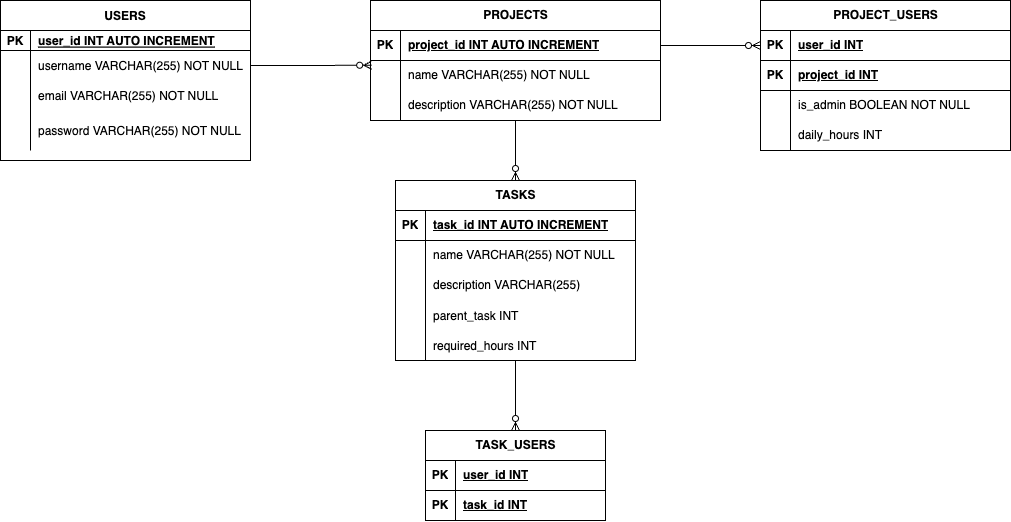 USERS
PK user_id INT AUTO INCREMENT
username VARCHAR(255) NOT NULL
email VARCHAR(255) NOT NULL
password VARCHAR(255) NOT NULL
PROJECTS
PK project_id INT AUTO INCREMENT
name VARCHAR(255) NOT NULL
description VARCHAR(255) NOT NULL
PROJECT_USERS
PK user_id INT
PK project_id INT
is_admin BOOLEAN NOT NULL
daily_hours INT
TASKS
PK task_id INT AUTO INCREMENT
name VARCHAR(255) NOT NULL
description VARCHAR(255)
parent_task INT
required_hours INT
TASK_USERS
PK user_id INT
PK task_id INT